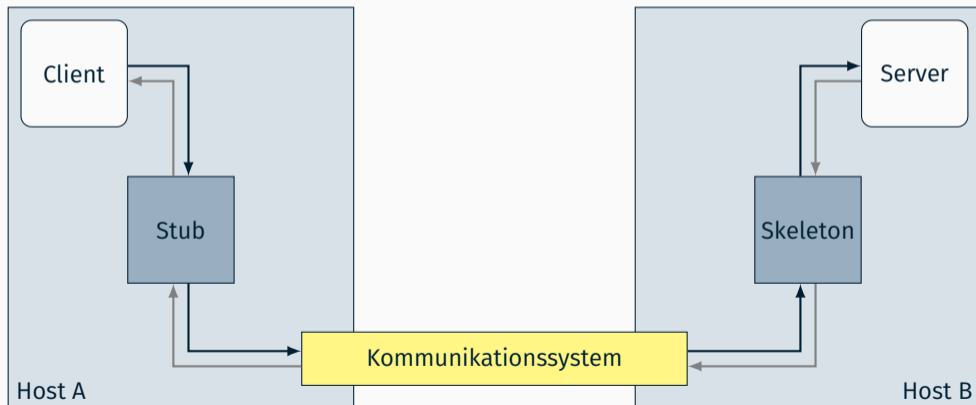 Client
Server
Stub
Skeleton
Kommunikationssystem
Host A
Host B